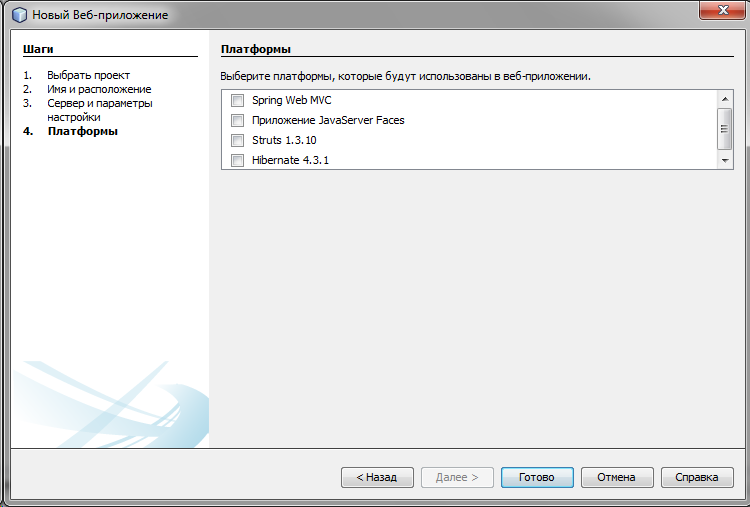 Новый Веб-приложение
Шаги
1. Выбрать проект
2. Имя и расположение
3. Сервер и параметры
настройки
4. Платформы
Платформы
Выберите платформы, которые будут использованы в веб-приложении.
Spring Web MVC
Приложение JavaServer Faces
Struts 1.3.10
Hibernate 4.3.1
< Назад
Далее >
Готово
Отмена
Справка